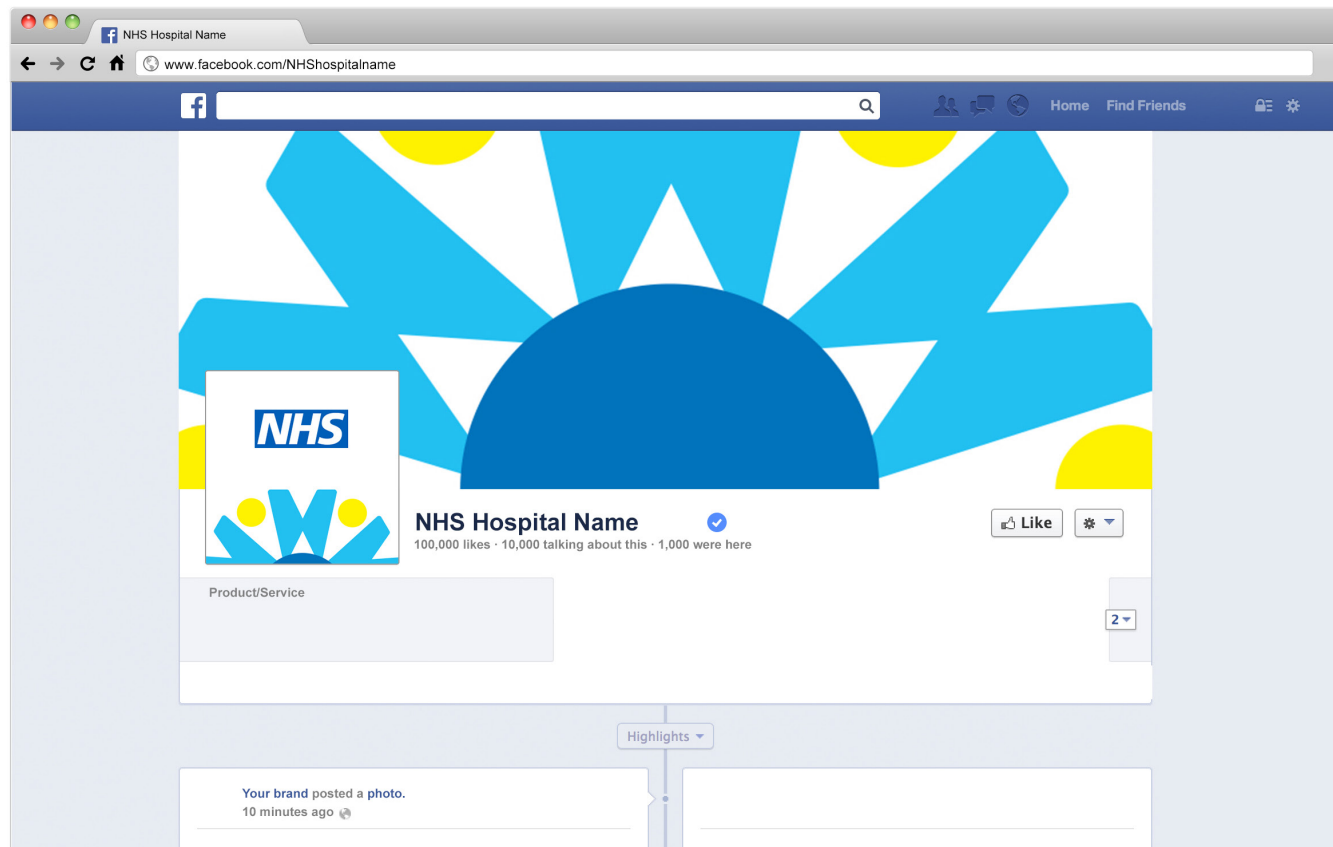 NHS Hospital Name
www.facebook.com/NHShospitalname
f
Home Find Friends
NHS
NHS Hospital Name
100,000 likes · 10,000 talking about this · 1,000 were here
Like
Product/Service
2
Highlights
Your brand posted a photo.
10 minutes ago